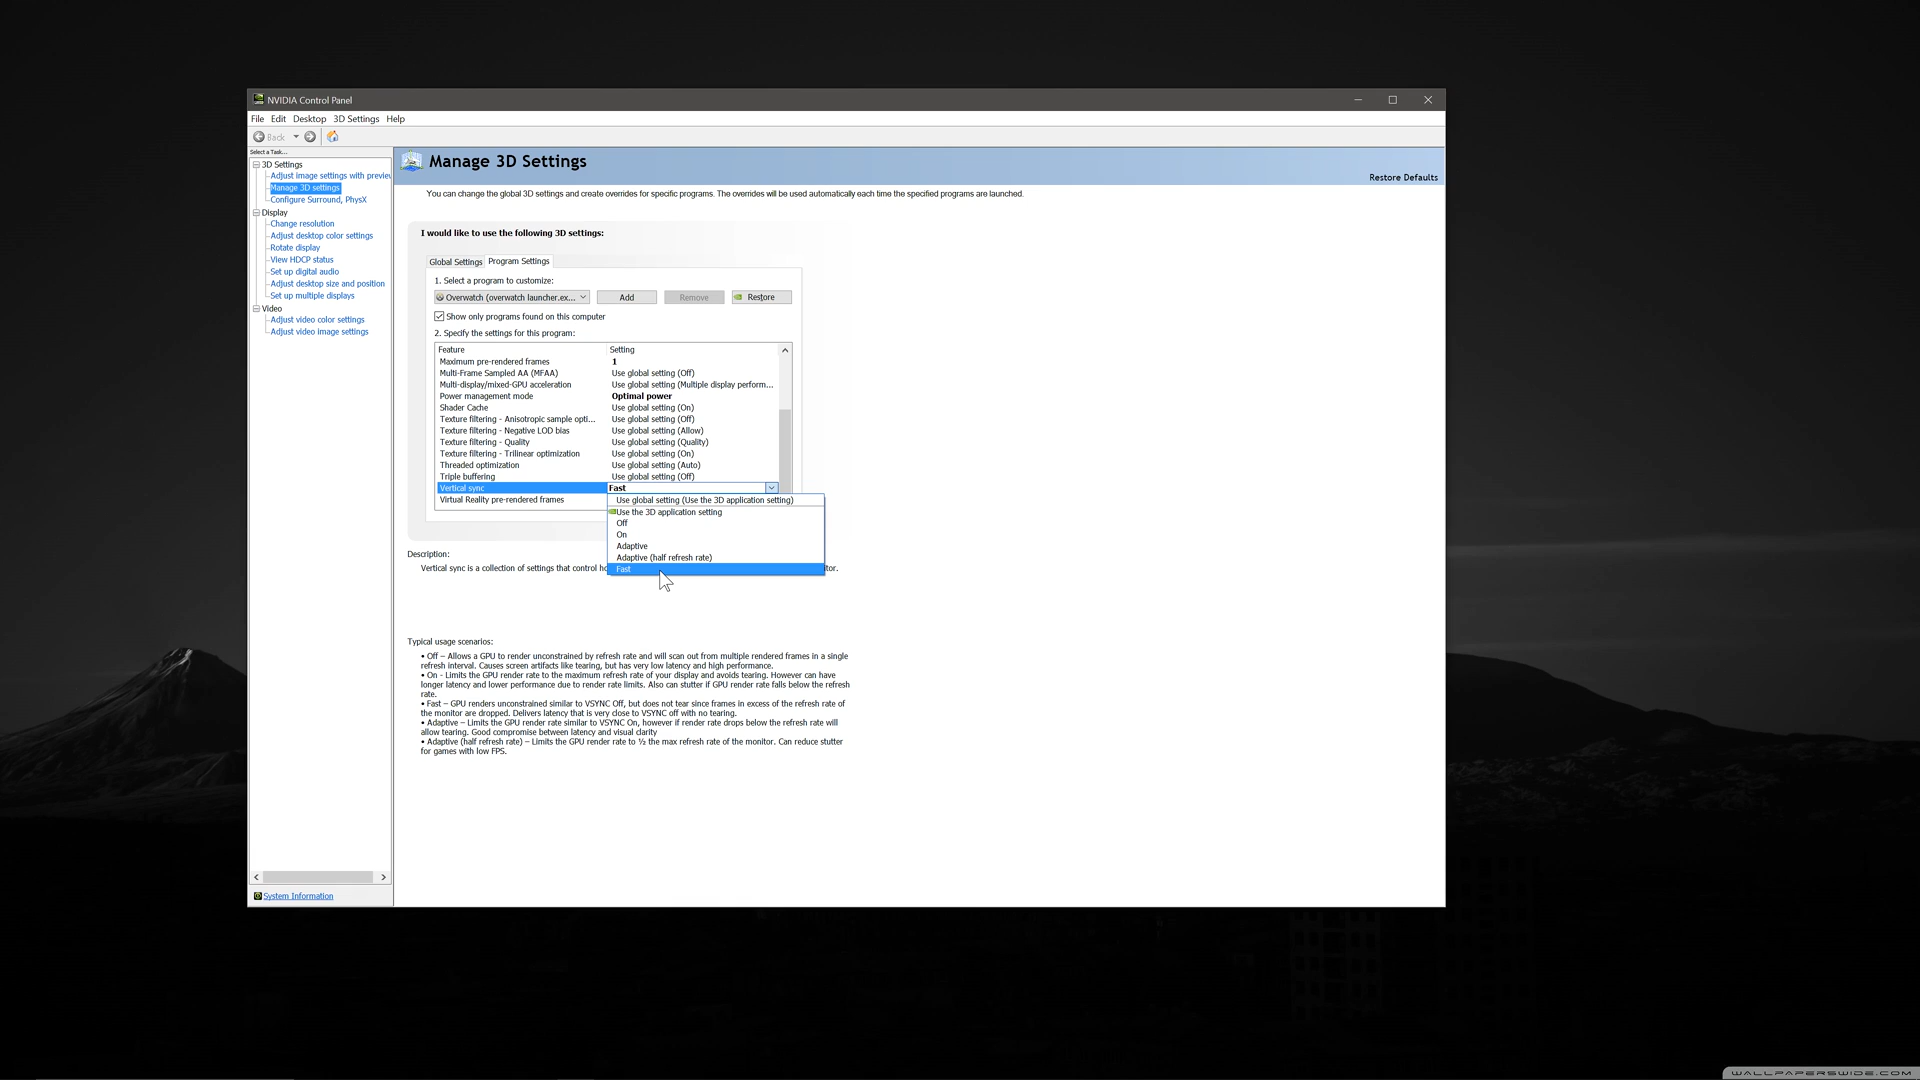 NVIDIA Control Panel
File Edit Desktop 3D Settings Help
Back
Select a Task...
3D Settings
Adjust image settings with preview
Manage 3D settings
Configure Surround, PhysX
Display
Change resolution
Adjust desktop color settings
Rotate display
View HDCP status
Set up digital audio
Adjust desktop size and position
Set up multiple displays
Video
Adjust video color settings
Adjust video image settings
System Information
Manage 3D Settings
Restore Defaults
You can change the global 3D settings and create overrides for specific programs. The overrides will be used automatically each time the specified programs are launched.
I would like to use the following 3D settings:
Global Settings Program Settings
1. Select a program to customize:
Overwatch (overwatch launcher.ex... Add Remove Restore
Show only programs found on this computer
2. Specify the settings for this program:
Feature Setting
Maximum pre-rendered frames 1
Multi-Frame Sampled AA (MFAA) Use global setting (Off)
Multi-display/mixed-GPU acceleration Use global setting (Multiple display perform...
Power management mode Optimal power
Shader Cache Use global setting (On)
Texture filtering - Anisotropic sample opti... Use global setting (Off)
Texture filtering - Negative LOD bias Use global setting (Allow)
Texture filtering - Quality Use global setting (Quality)
Texture filtering - Trilinear optimization Use global setting (On)
Threaded optimization Use global setting (Auto)
Triple buffering Use global setting (Off)
Vertical sync Fast
Virtual Reality pre-rendered frames
Use global setting (Use the 3D application setting)
Use the 3D application setting
Off
On
Adaptive
Adaptive (half refresh rate)
Fast
Description:
Vertical sync is a collection of settings that control ho tor.
Typical usage scenarios:
• Off – Allows a GPU to render unconstrained by refresh rate and will scan out from multiple rendered frames in a single
refresh interval. Causes screen artifacts like tearing, but has very low latency and high performance.
• On - Limits the GPU render rate to the maximum refresh rate of your display and avoids tearing. However can have
longer latency and lower performance due to render rate limits. Also can stutter if GPU render rate falls below the refresh
rate.
• Fast – GPU renders unconstrained similar to VSYNC Off, but does not tear since frames in excess of the refresh rate of
the monitor are dropped. Delivers latency that is very close to VSYNC off with no tearing.
• Adaptive – Limits the GPU render rate similar to VSYNC On, however if render rate drops below the refresh rate will
allow tearing. Good compromise between latency and visual clarity
• Adaptive (half refresh rate) – Limits the GPU render rate to ½ the max refresh rate of the monitor. Can reduce stutter
for games with low FPS.
WALLPAPERSWIDE.COM